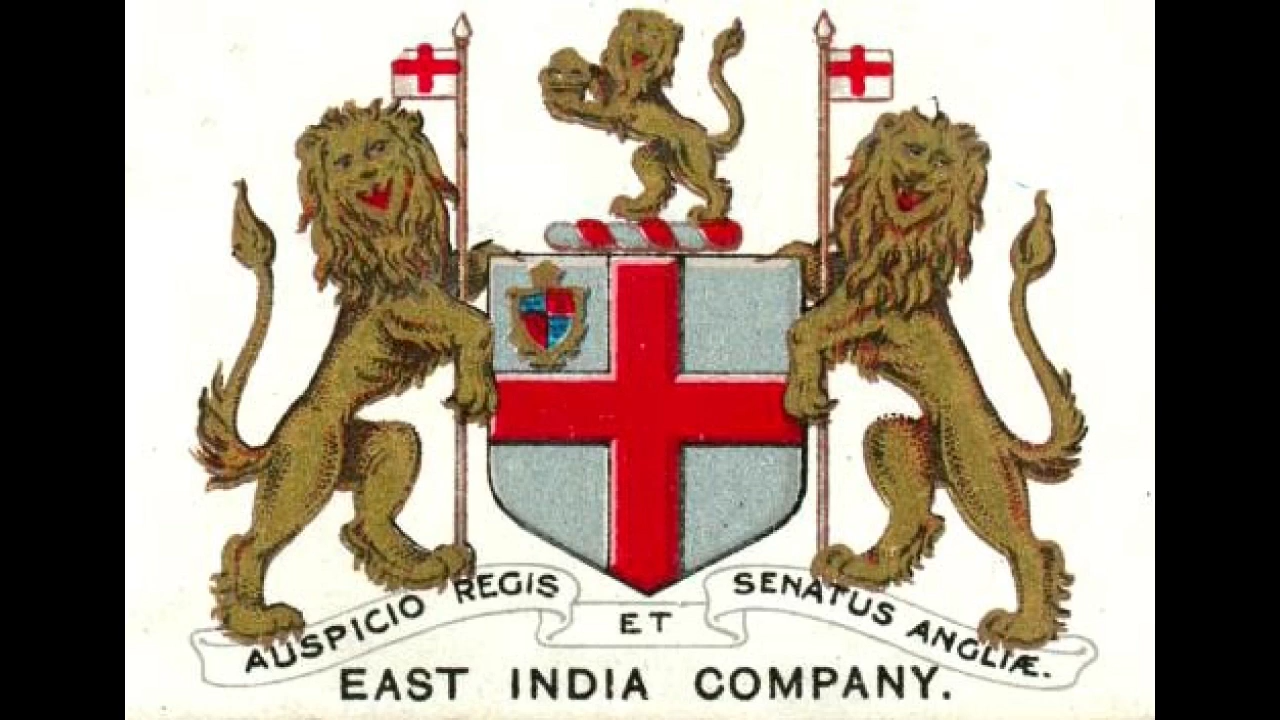 AUSPICIO REGIS ET SENATUS ANGLIÆ.
EAST INDIA COMPANY.